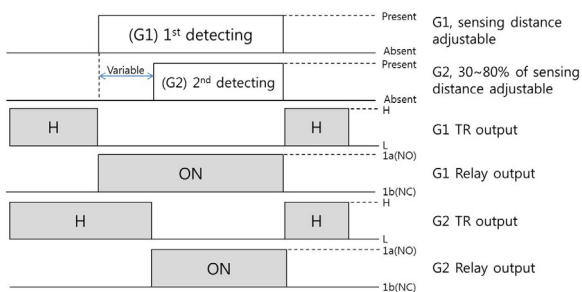 Present
(G1) 1st detecting
G1, sensing distance
adjustable
Absent
Variable
Present
(G2) 2nd detecting
G2, 30~80% of sensing
distance adjustable
Absent
H
H
H
G1 TR output
L
1a(NO)
ON
G1 Relay output
1b(NC)
H
H
H
G2 TR output
L
1a(NO)
ON
G2 Relay output
1b(NC)